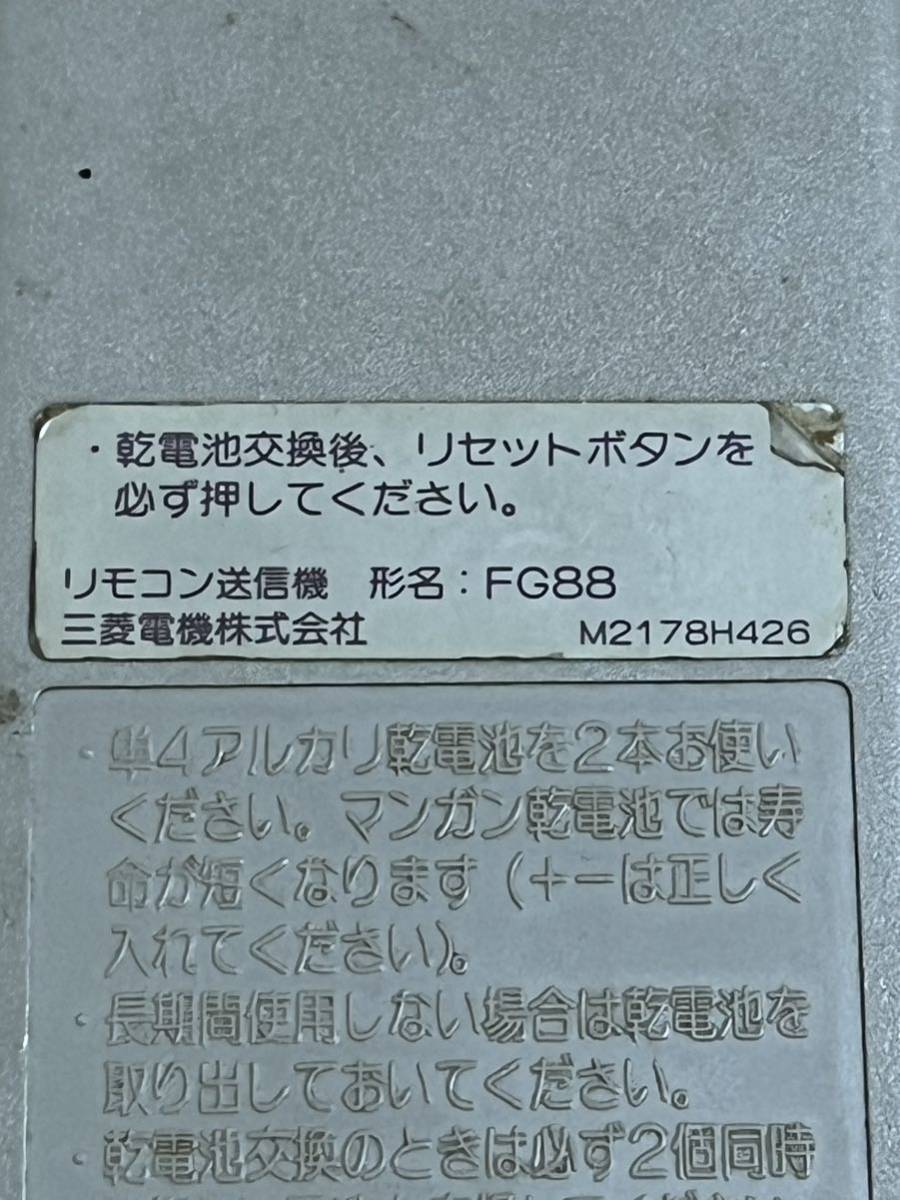 ・乾電池交換後、リセットボタンを
必ず押してください。
リモコン送信機 形名：FG88
三菱電機株式会社 M2178H426
・単4アルカリ乾電池を2本お使い
ください。マンガン乾電池では寿
命が短くなります（＋－は正しく
入れてください）。
・長期間使用しない場合は乾電池を
取り出しておいてください。
・乾電池交換のときは必ず2個同時